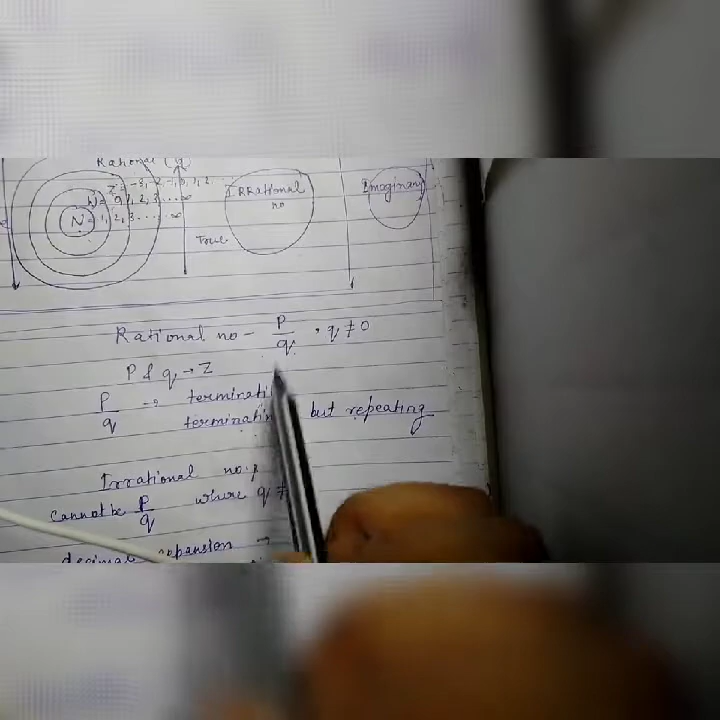 Rational (Q)
Z = -3, -2 -1, 0, 1, 2
W = 0, 1, 2, 3 .... ∞
N = 1, 2, 3 ..... ∞
IRRational
no
Imaginary
True
Rational no - P/q , q ≠ 0
P & q → Z
P/q → terminati
terminatin but repeating
Irrational no.
cannot be P/q where q ≠
decimal expansion →